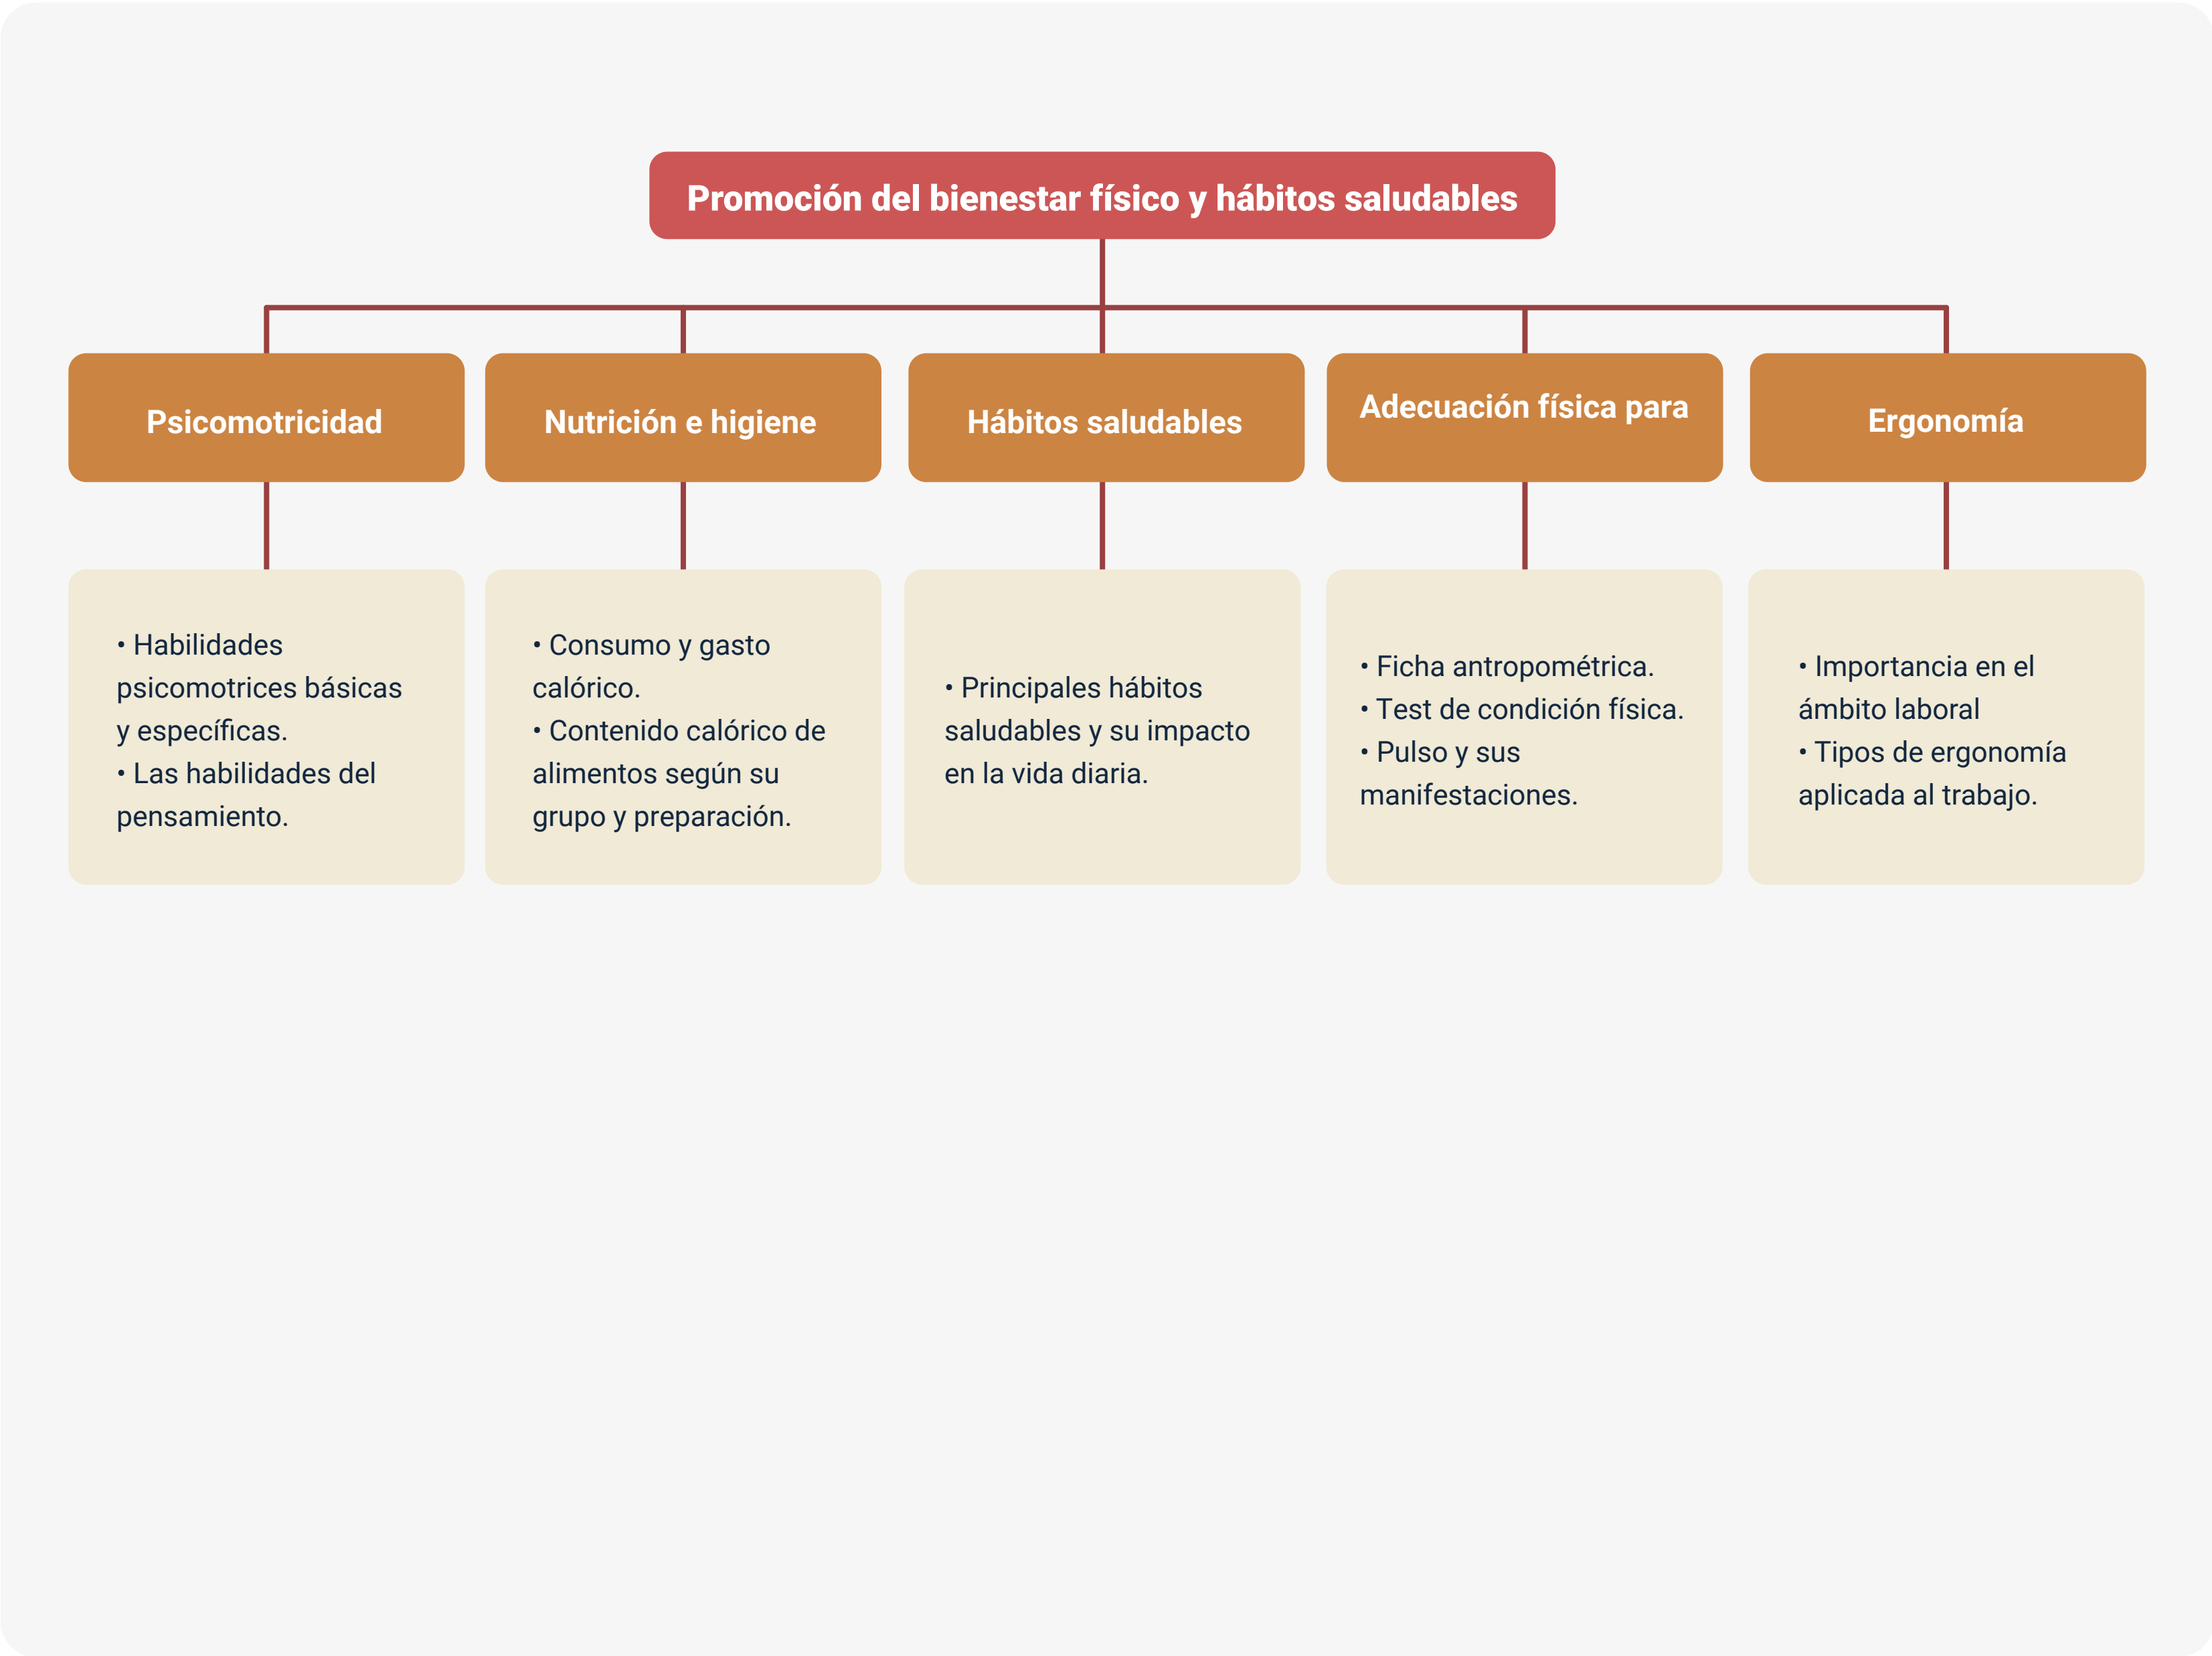 Promoción del bienestar físico y hábitos saludables
Psicomotricidad
Nutrición e higiene
Hábitos saludables
Adecuación física para
Ergonomía
• Habilidades
psicomotrices básicas
y específicas.
• Las habilidades del
pensamiento.
• Consumo y gasto
calórico.
• Contenido calórico de
alimentos según su
grupo y preparación.
• Principales hábitos
saludables y su impacto
en la vida diaria.
• Ficha antropométrica.
• Test de condición física.
• Pulso y sus
manifestaciones.
• Importancia en el
ámbito laboral
• Tipos de ergonomía
aplicada al trabajo.